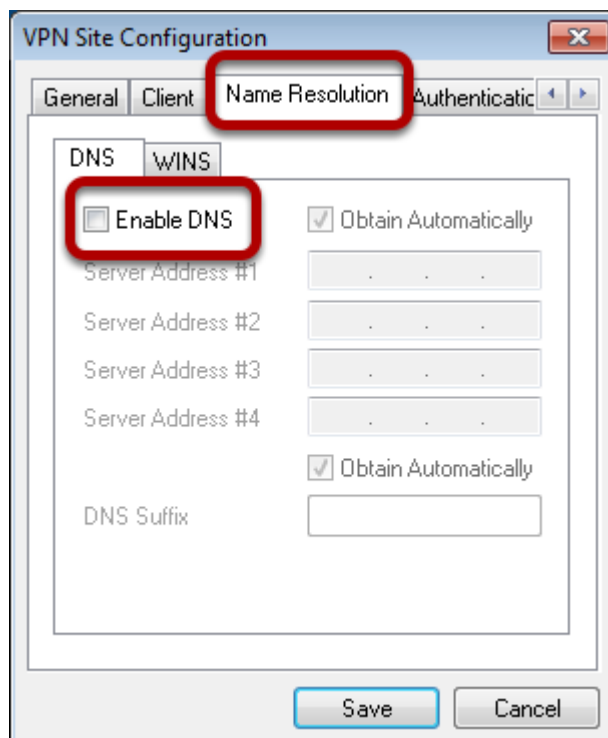 VPN Site Configuration
General Client Name Resolution Authenticatic
DNS WINS
Enable DNS Obtain Automatically
Server Address #1 . . .
Server Address #2 . . .
Server Address #3 . . .
Server Address #4 . . .
Obtain Automatically
DNS Suffix
Save Cancel